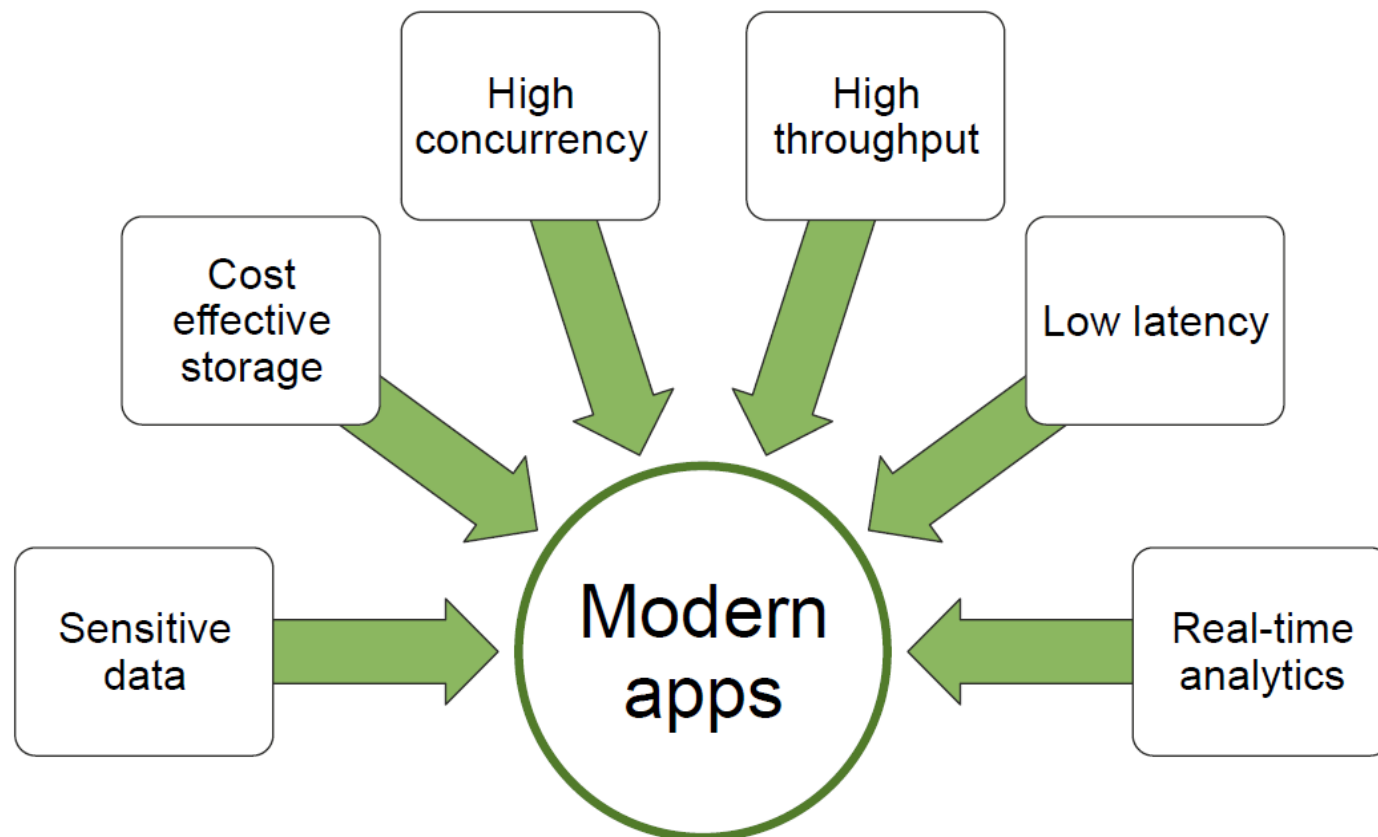 High
concurrency
High
throughput
Cost
effective
storage
Low latency
Sensitive
data
Modern
apps
Real-time
analytics